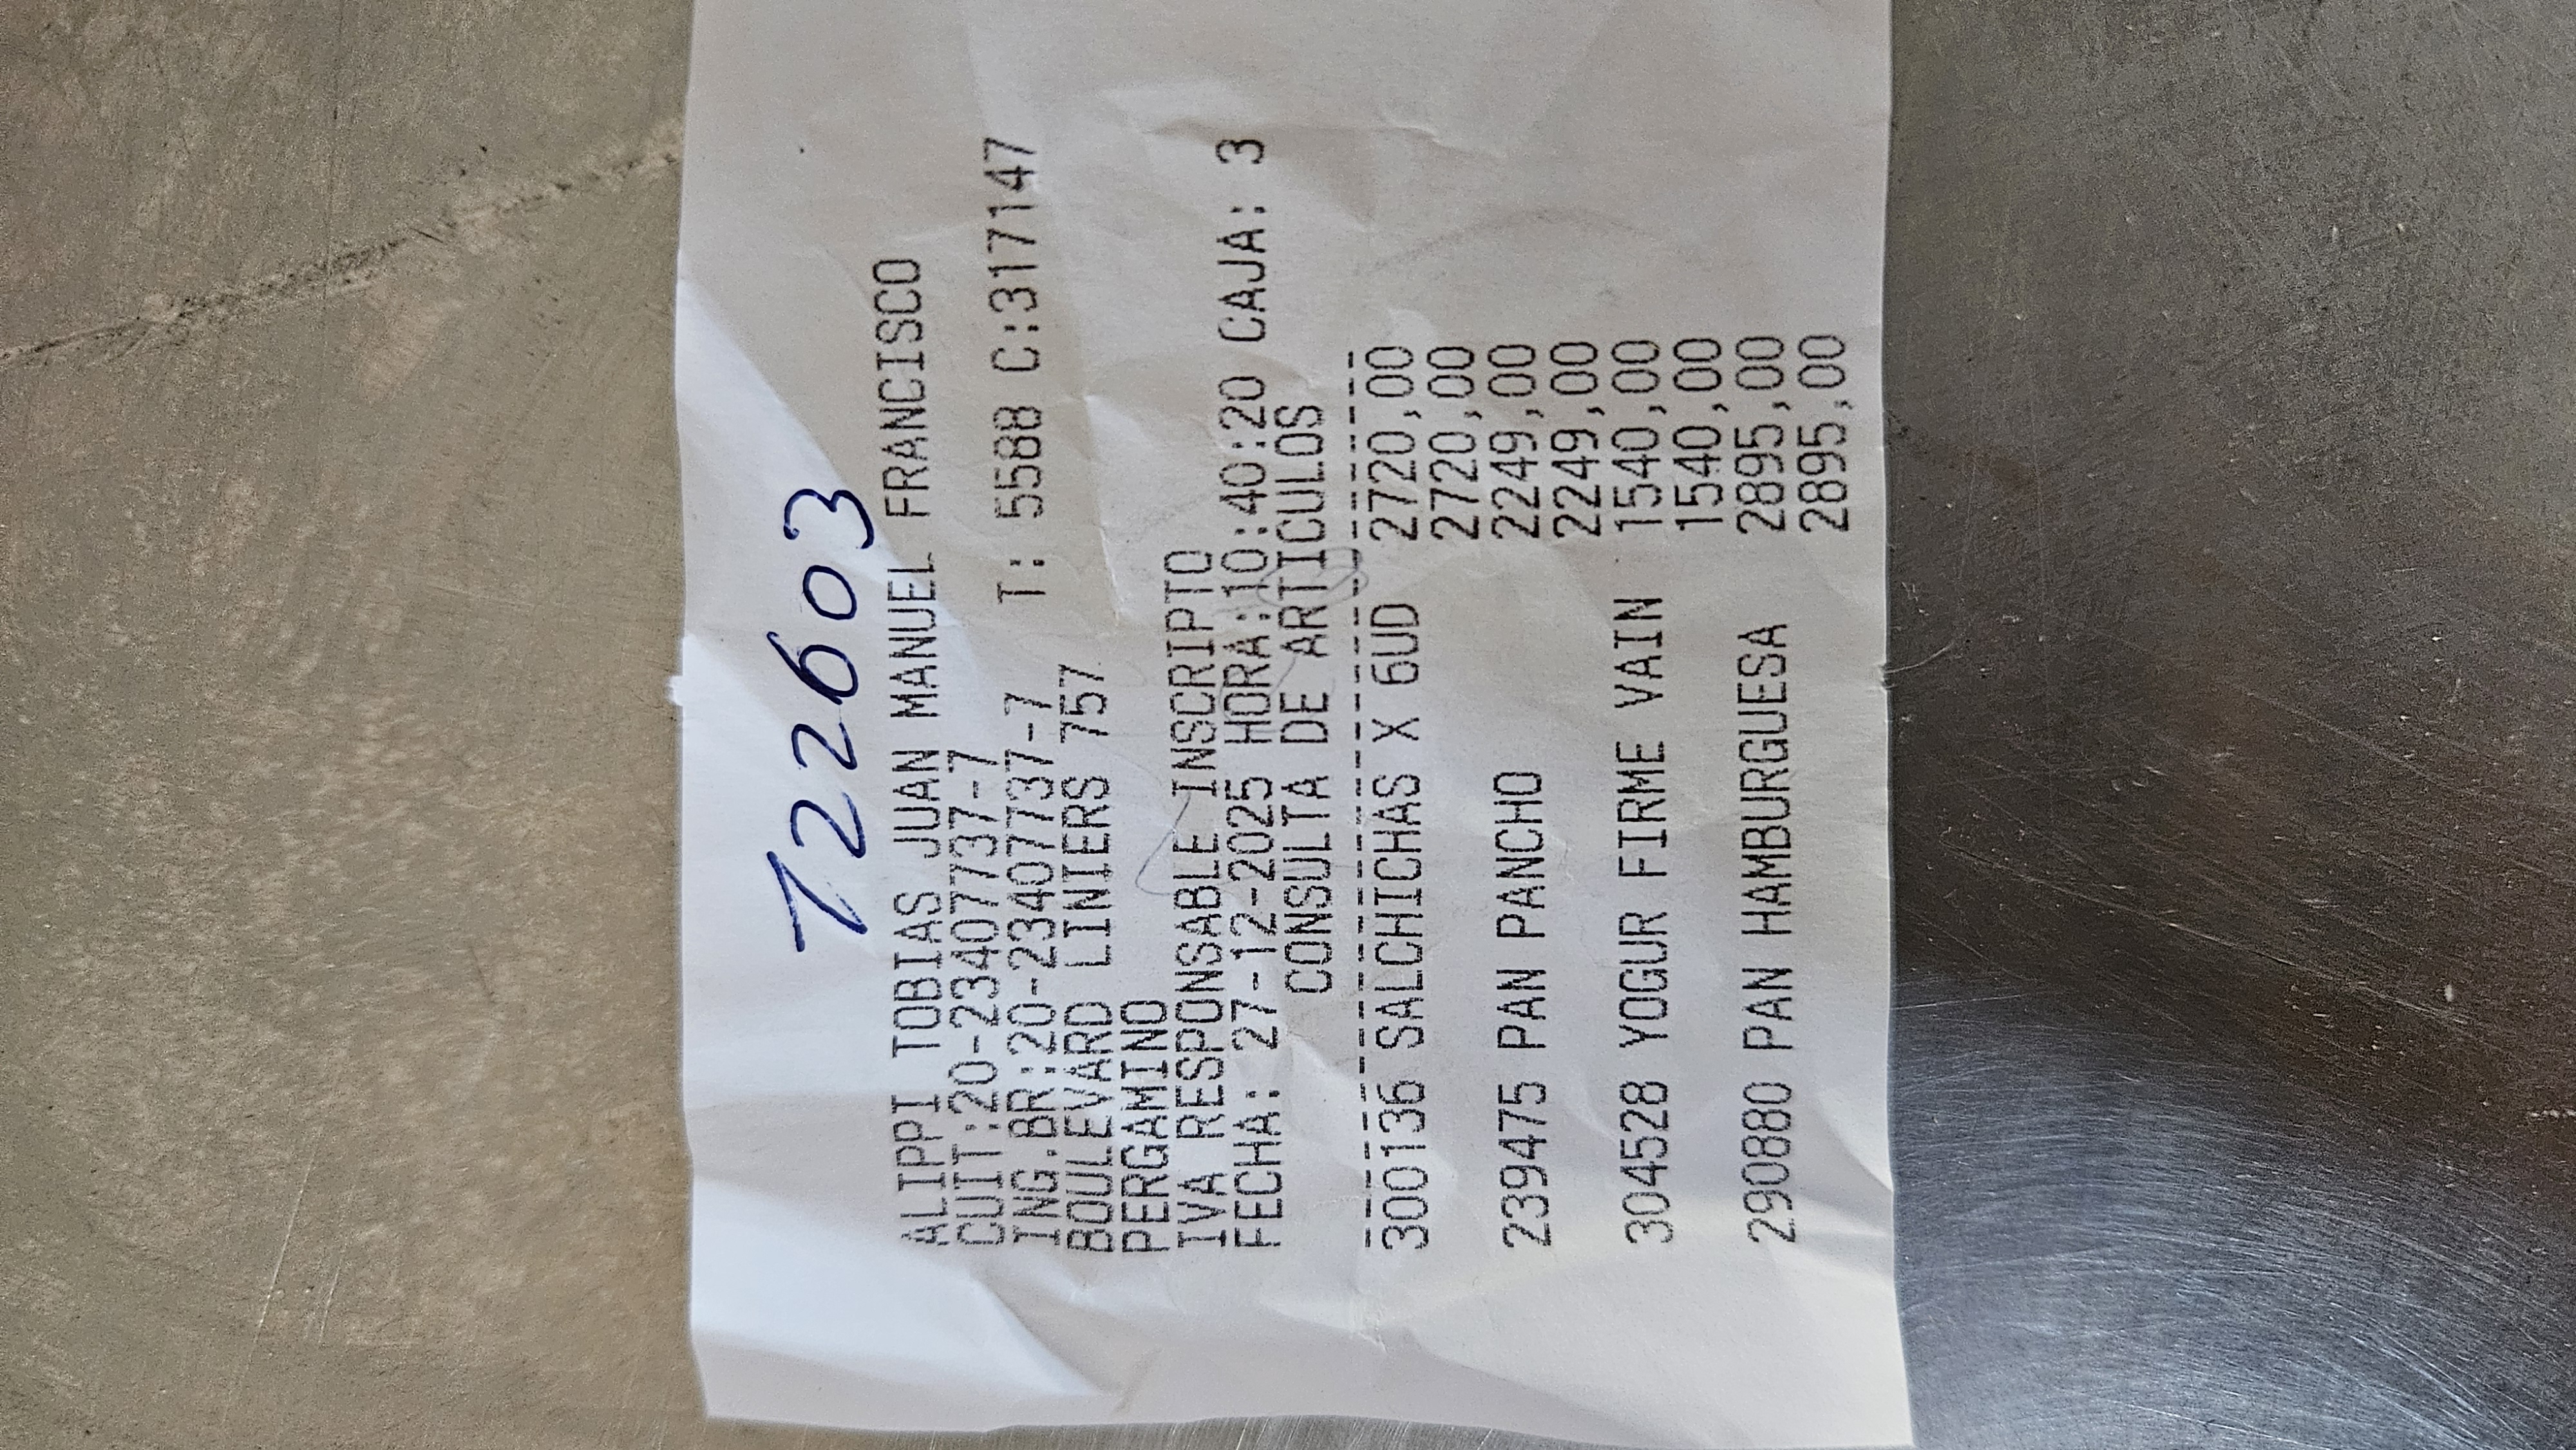 T22603
ALIPPI TOBIAS JUAN MANUEL FRANCISCO
CUIT:20-23407737-7
ING.BR:20-23407737-7 T: 5588 C:317147
BOULEVARD LINIERS 757
PERGAMINO
IVA RESPONSABLE INSCRIPTO
FECHA: 27-12-2025 HORA:10:40:20 CAJA: 3
CONSULTA DE ARTICULOS
300136 SALCHICHAS X 6UD 2720,00
2720,00
239475 PAN PANCHO 2249,00
2249,00
304528 YOGUR FIRME VAIN 1540,00
1540,00
290880 PAN HAMBURGUESA 2895,00
2895,00